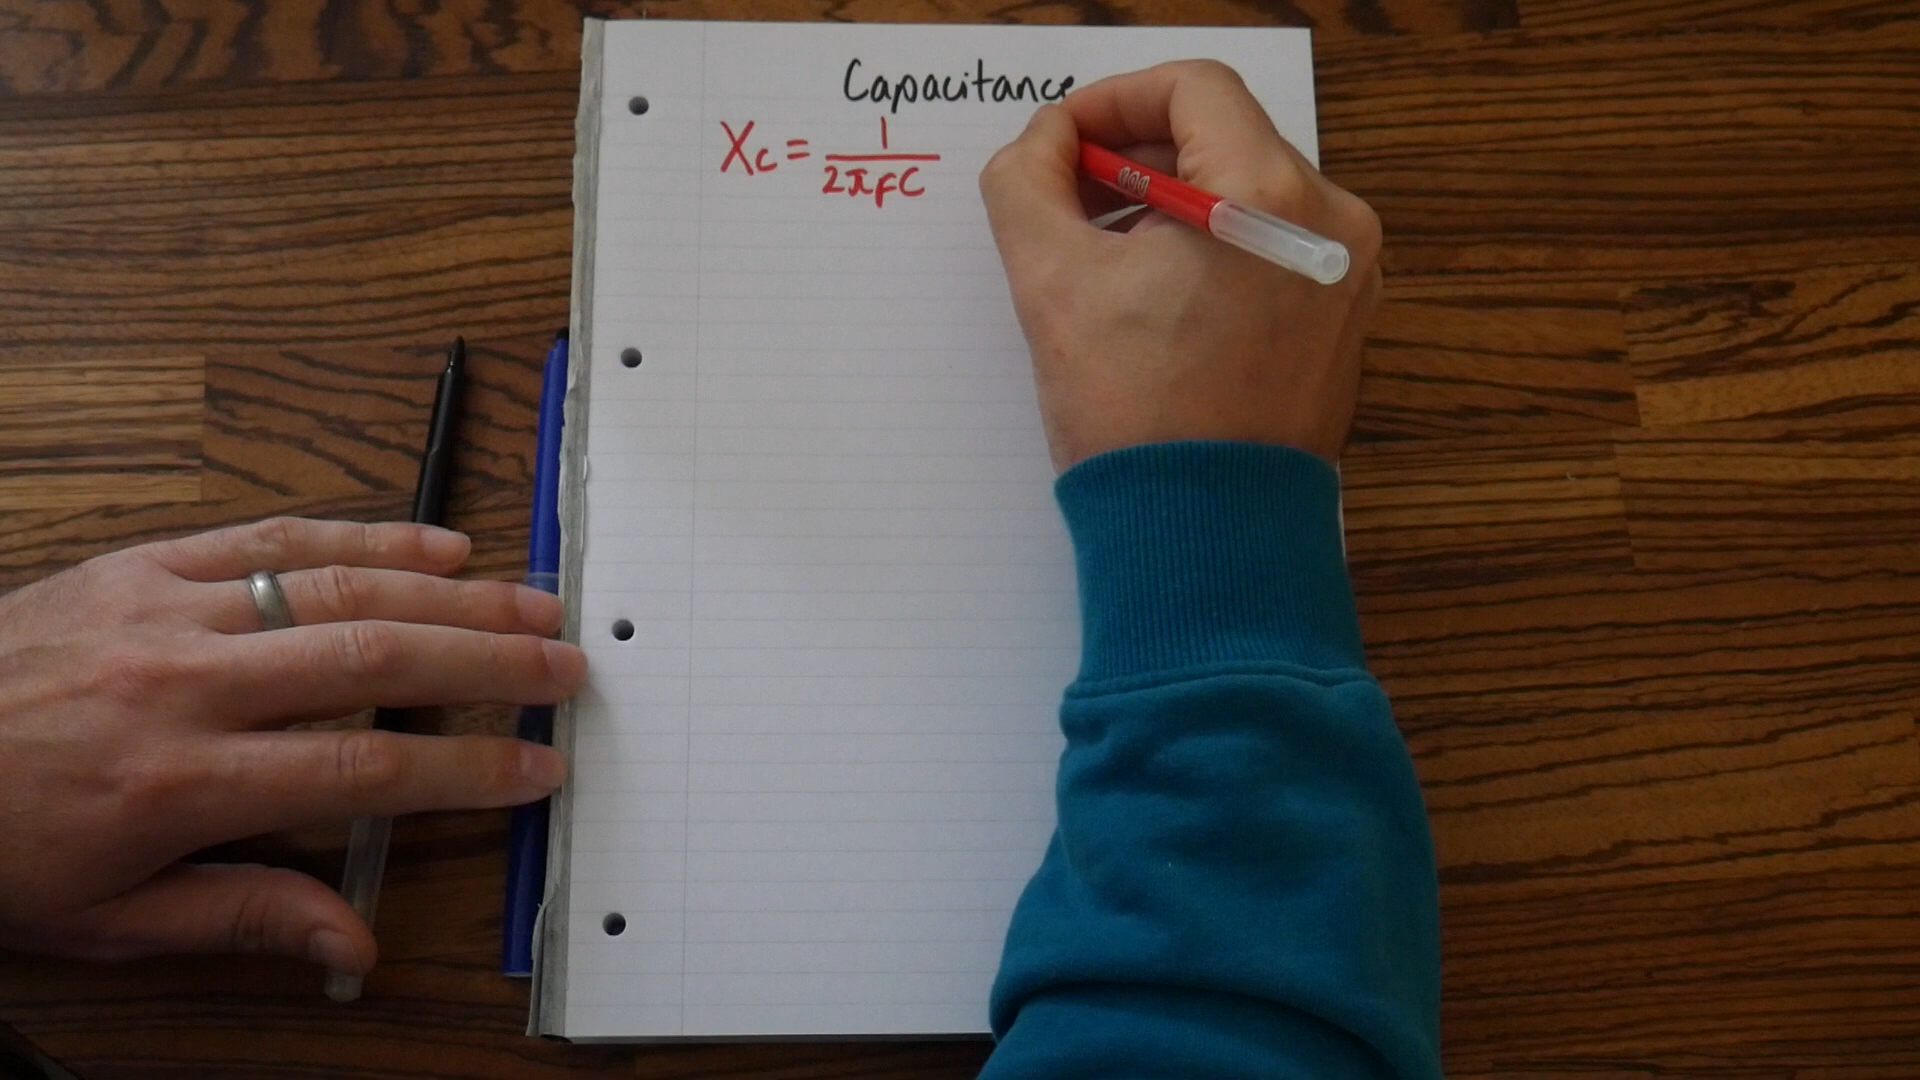 Capacitance
Xc = 1/2πFC